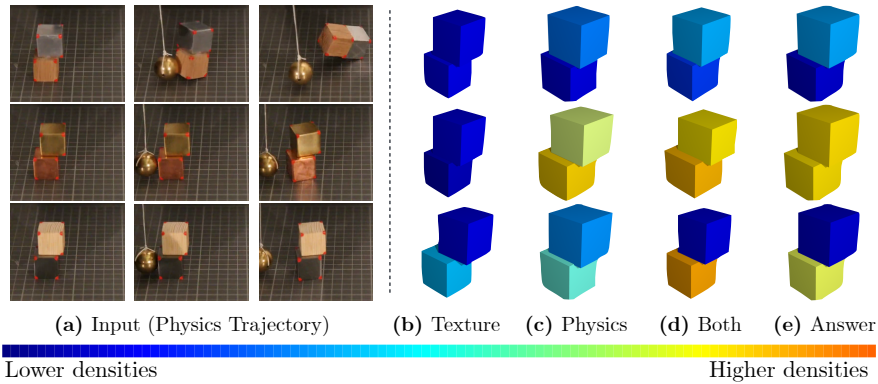 (a) Input (Physics Trajectory) (b) Texture (c) Physics (d) Both (e) Answer
Lower densities Higher densities